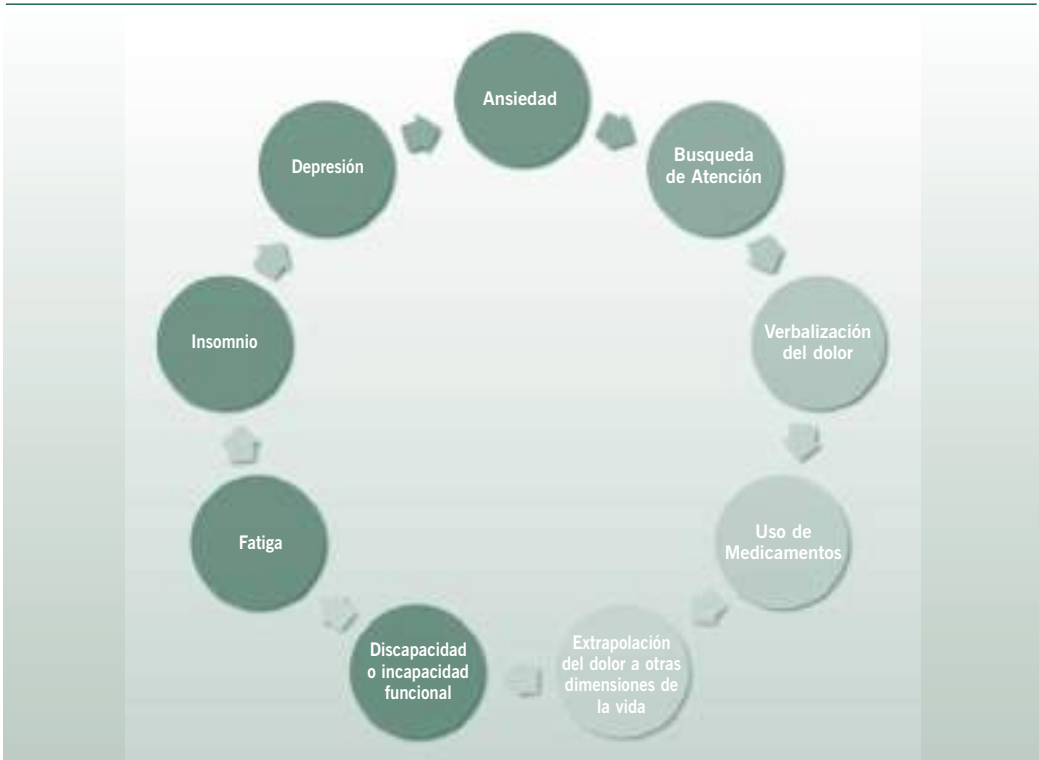 Ansiedad
Busqueda
de Atención
Verbalización
del dolor
Uso de
Medicamentos
Extrapolación
del dolor a otras
dimensiones de
la vida
Discapacidad
o incapacidad
funcional
Fatiga
Insomnio
Depresión